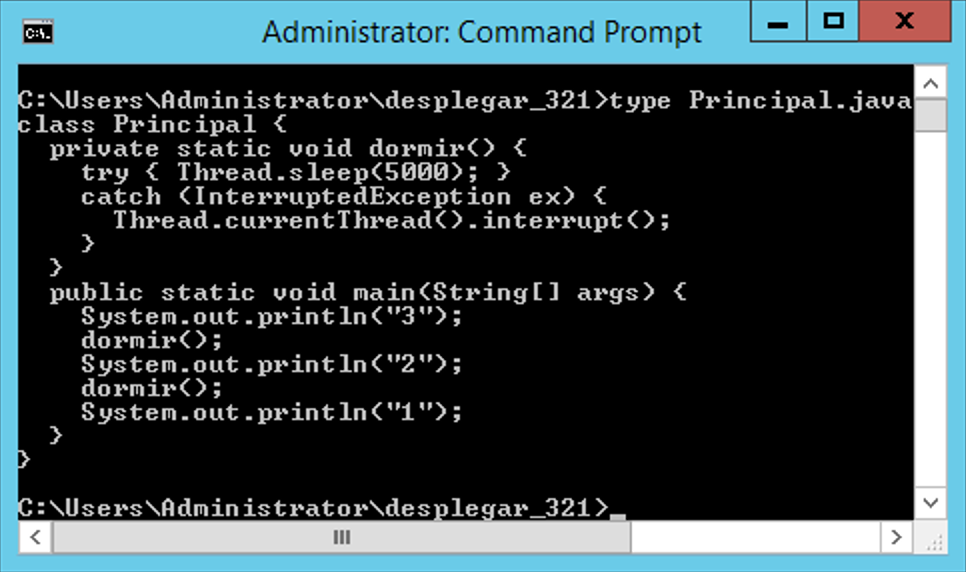 Administrator: Command Prompt
C:\Users\Administrator\desplegar_321>type Principal.java
class Principal {
  private static void dormir() {
    try { Thread.sleep(5000); }
    catch (InterruptedException ex) {
      Thread.currentThread().interrupt();
    }
  }
  public static void main(String[] args) {
    System.out.println("3");
    dormir();
    System.out.println("2");
    dormir();
    System.out.println("1");
  }
}
C:\Users\Administrator\desplegar_321>_